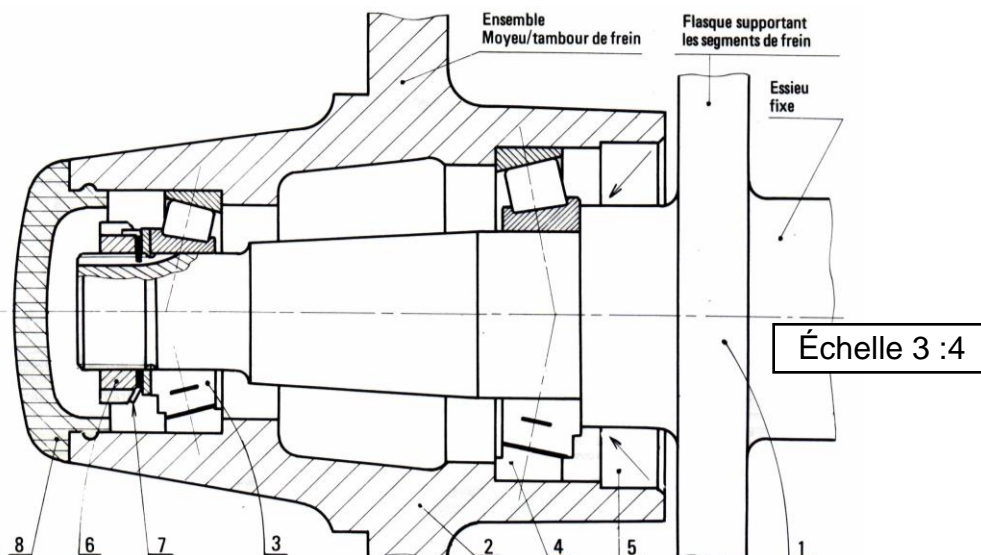 Ensemble
Moyeu/tambour de frein
Flasque supportant
les segments de frein
Essieu
fixe
Échelle 3 :4
8 6 7 3 2 4 5 1